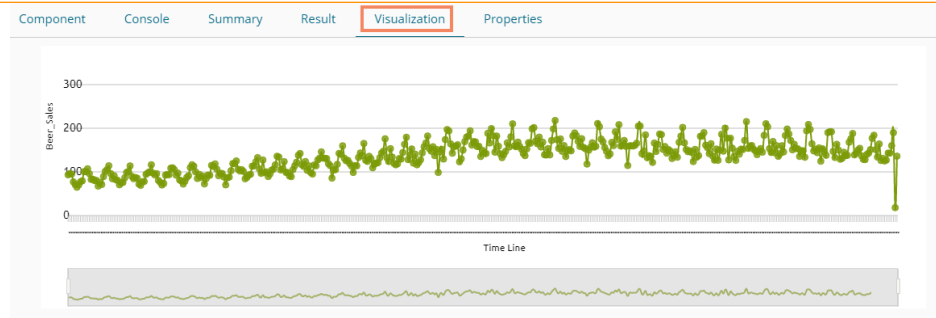 Component Console Summary Result Visualization Properties
300
200
100
0
Beer_Sales
Time Line